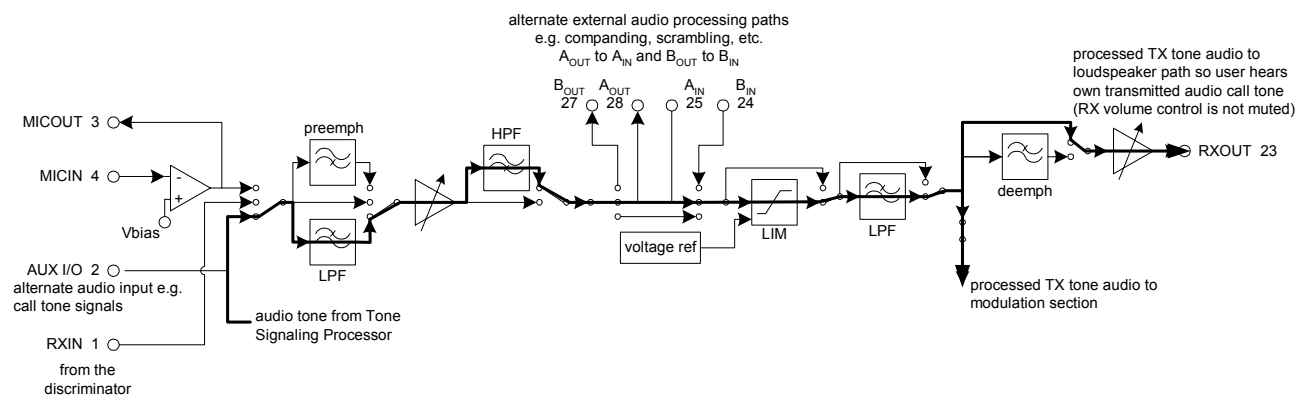 alternate external audio processing paths
e.g. companding, scrambling, etc.
AOUT to AIN and BOUT to BIN
BOUT AOUT AIN BIN
27 28 25 24
processed TX tone audio to
loudspeaker path so user hears
own transmitted audio call tone
(RX volume control is not muted)
MICOUT 3
preemph
HPF
MICIN 4
-
+
Vbias
RXOUT 23
deemph
LPF
voltage ref
LIM
LPF
AUX I/O 2
alternate audio input e.g.
call tone signals
processed TX tone audio to
modulation section
audio tone from Tone
Signaling Processor
RXIN 1
from the
discriminator